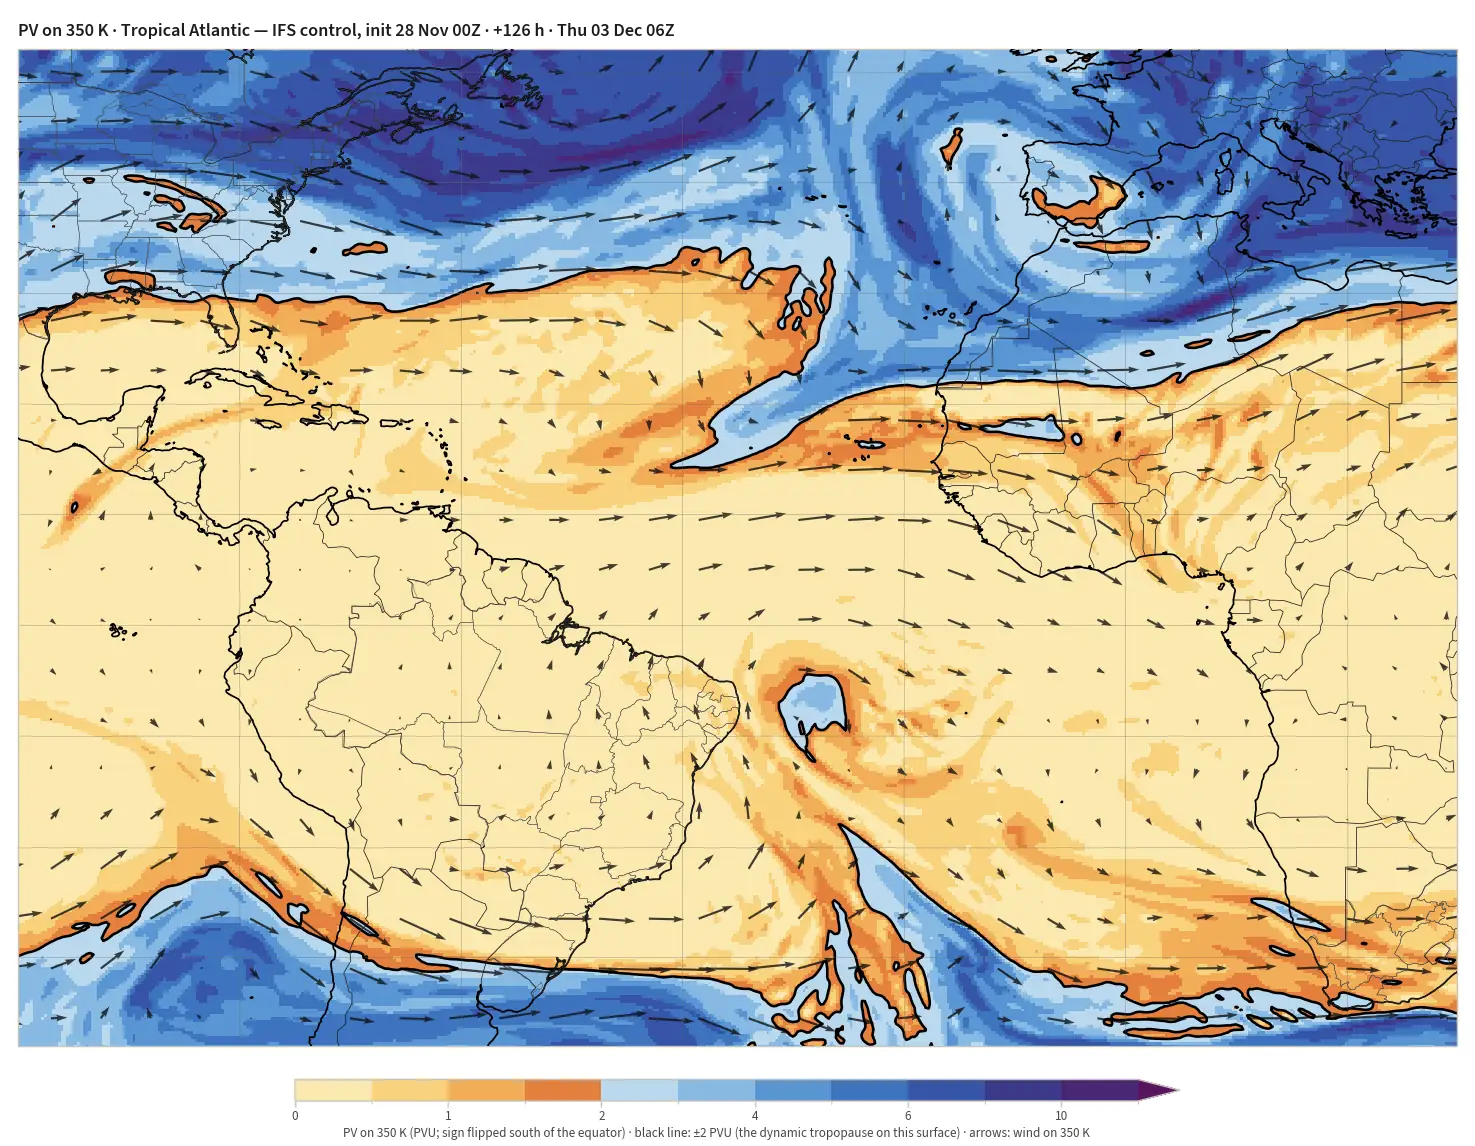 PV on 350 K · Tropical Atlantic — IFS control, init 28 Nov 00Z · +126 h · Thu 03 Dec 06Z
0 1 2 4 6 10
PV on 350 K (PVU; sign flipped south of the equator) · black line: ±2 PVU (the dynamic tropopause on this surface) · arrows: wind on 350 K